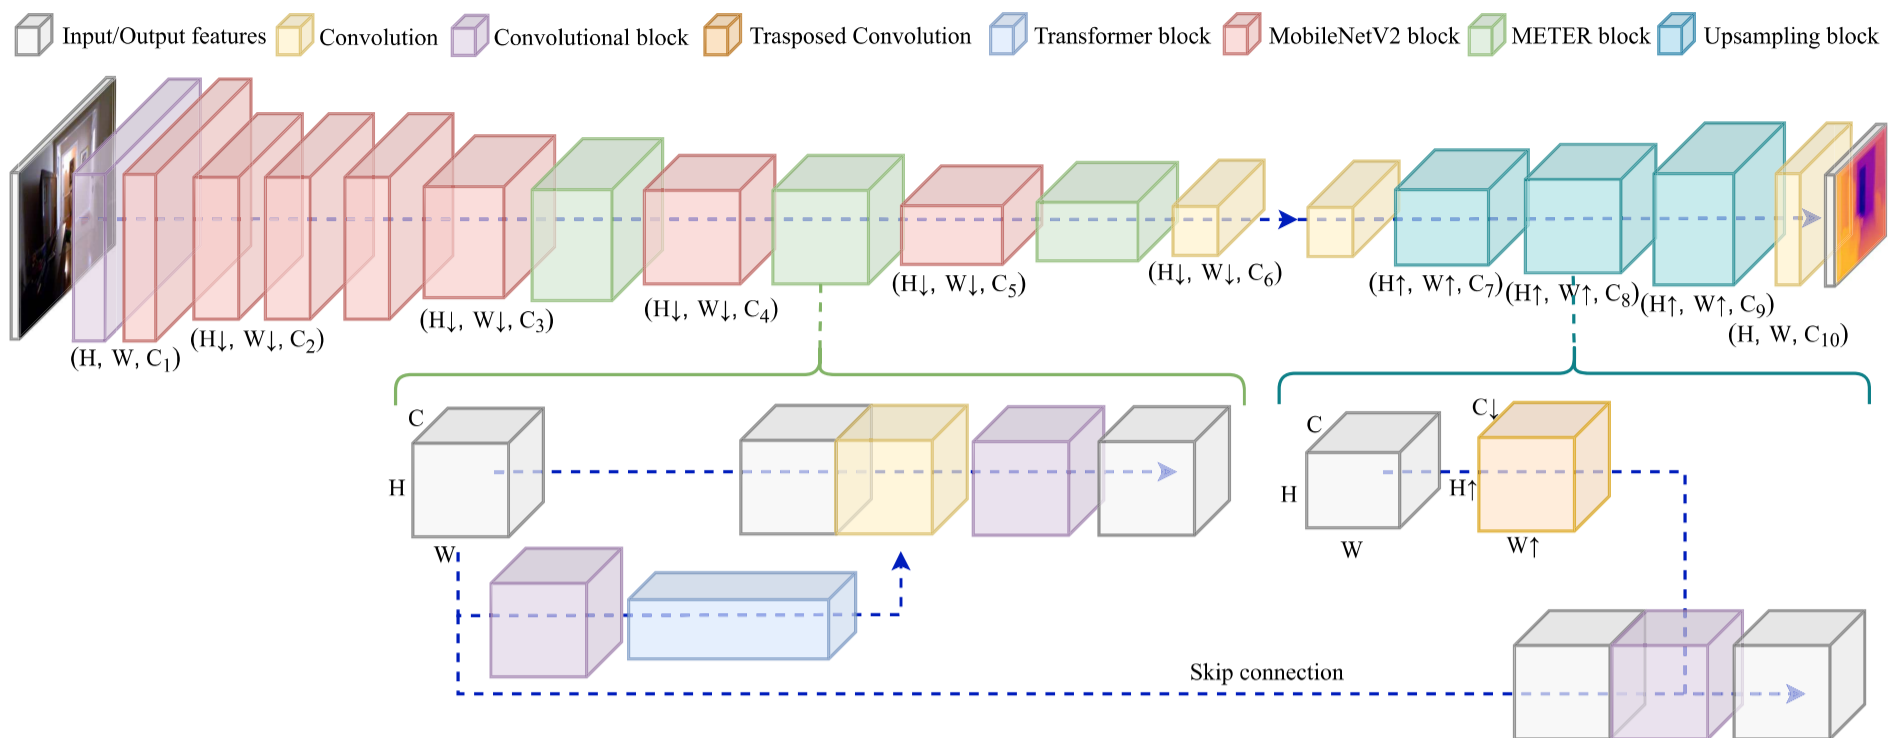 Input/Output features Convolution Convolutional block Trasposed Convolution Transformer block MobileNetV2 block METER block Upsampling block
(H, W, C1)
(H↓, W↓, C2)
(H↓, W↓, C3)
(H↓, W↓, C4)
(H↓, W↓, C5)
(H↓, W↓, C6)
(H↑, W↑, C7)
(H↑, W↑, C8)
(H↑, W↑, C9)
(H, W, C10)
C
H
W
C
H
W
C↓
H↑
W↑
Skip connection